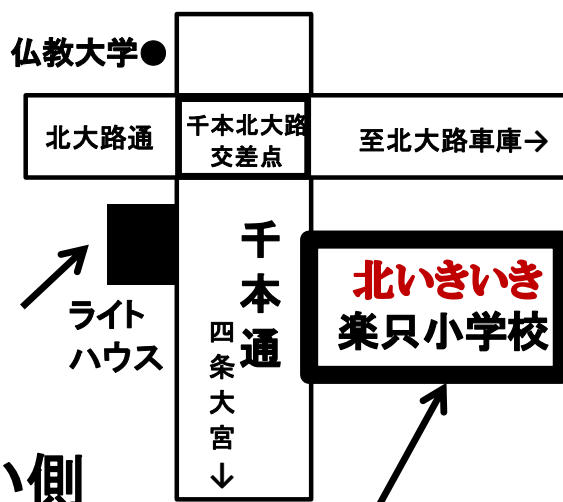 仏教大学●
北大路通
千本北大路
交差点
至北大路車庫→
千本通
四条大宮↓
ライト
ハウス
北いきいき
楽只小学校
い側